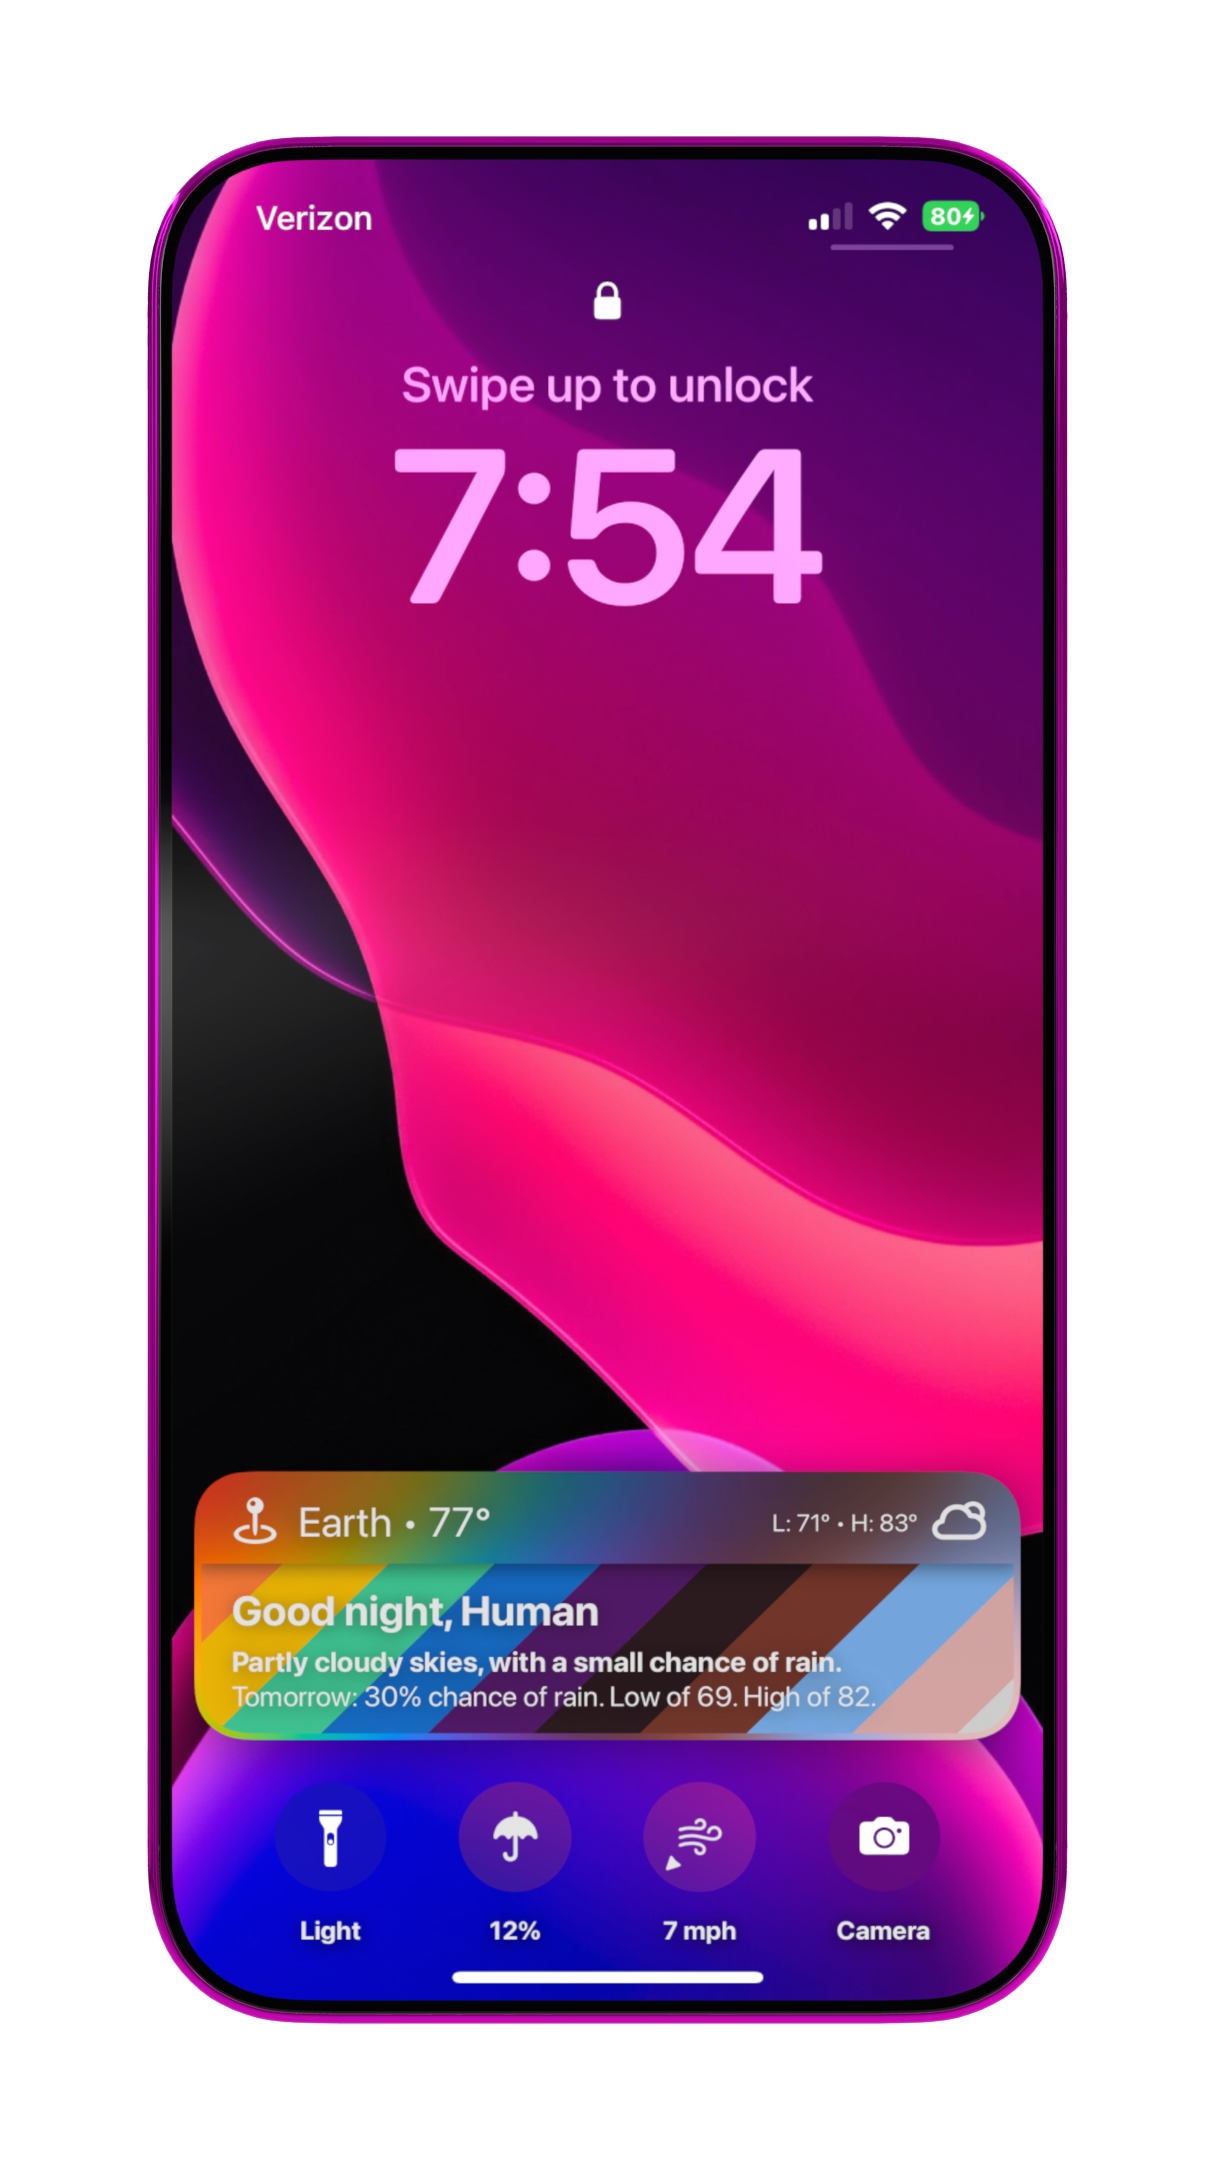 Verizon
80
Swipe up to unlock
7:54
Earth • 77°
L: 71° • H: 83°
Good night, Human
Partly cloudy skies, with a small chance of rain.
Tomorrow: 30% chance of rain. Low of 69. High of 82.
Light
12%
7 mph
Camera